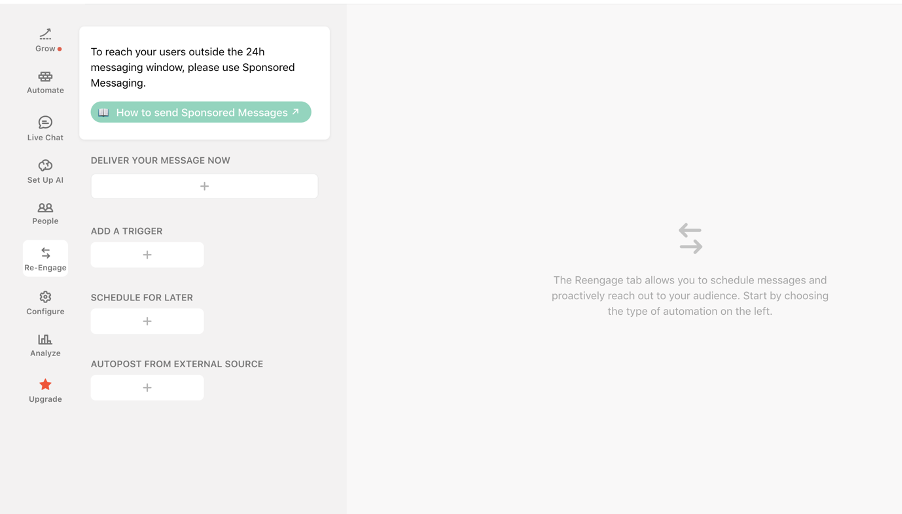 Grow
Automate
Live Chat
Set Up AI
People
Re-Engage
Configure
Analyze
Upgrade
To reach your users outside the 24h
messaging window, please use Sponsored
Messaging.
How to send Sponsored Messages ↗
DELIVER YOUR MESSAGE NOW
+
ADD A TRIGGER
+
SCHEDULE FOR LATER
+
AUTOPOST FROM EXTERNAL SOURCE
+
The Reengage tab allows you to schedule messages and
proactively reach out to your audience. Start by choosing
the type of automation on the left.